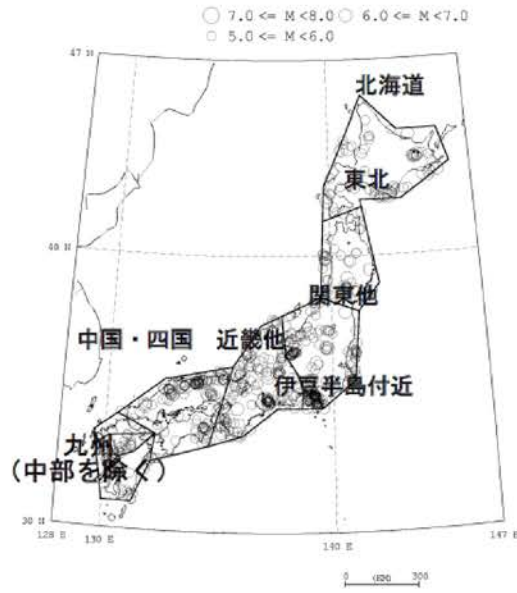 7.0 <= M <8.0 6.0 <= M <7.0
5.0 <= M <6.0
47 N
北海道
東北
40 N
関東他
中国・四国 近畿他
伊豆半島付近
九州
(中部を除く)
30 N
128 E 130 E 140 E 147 E
0 (KM) 300